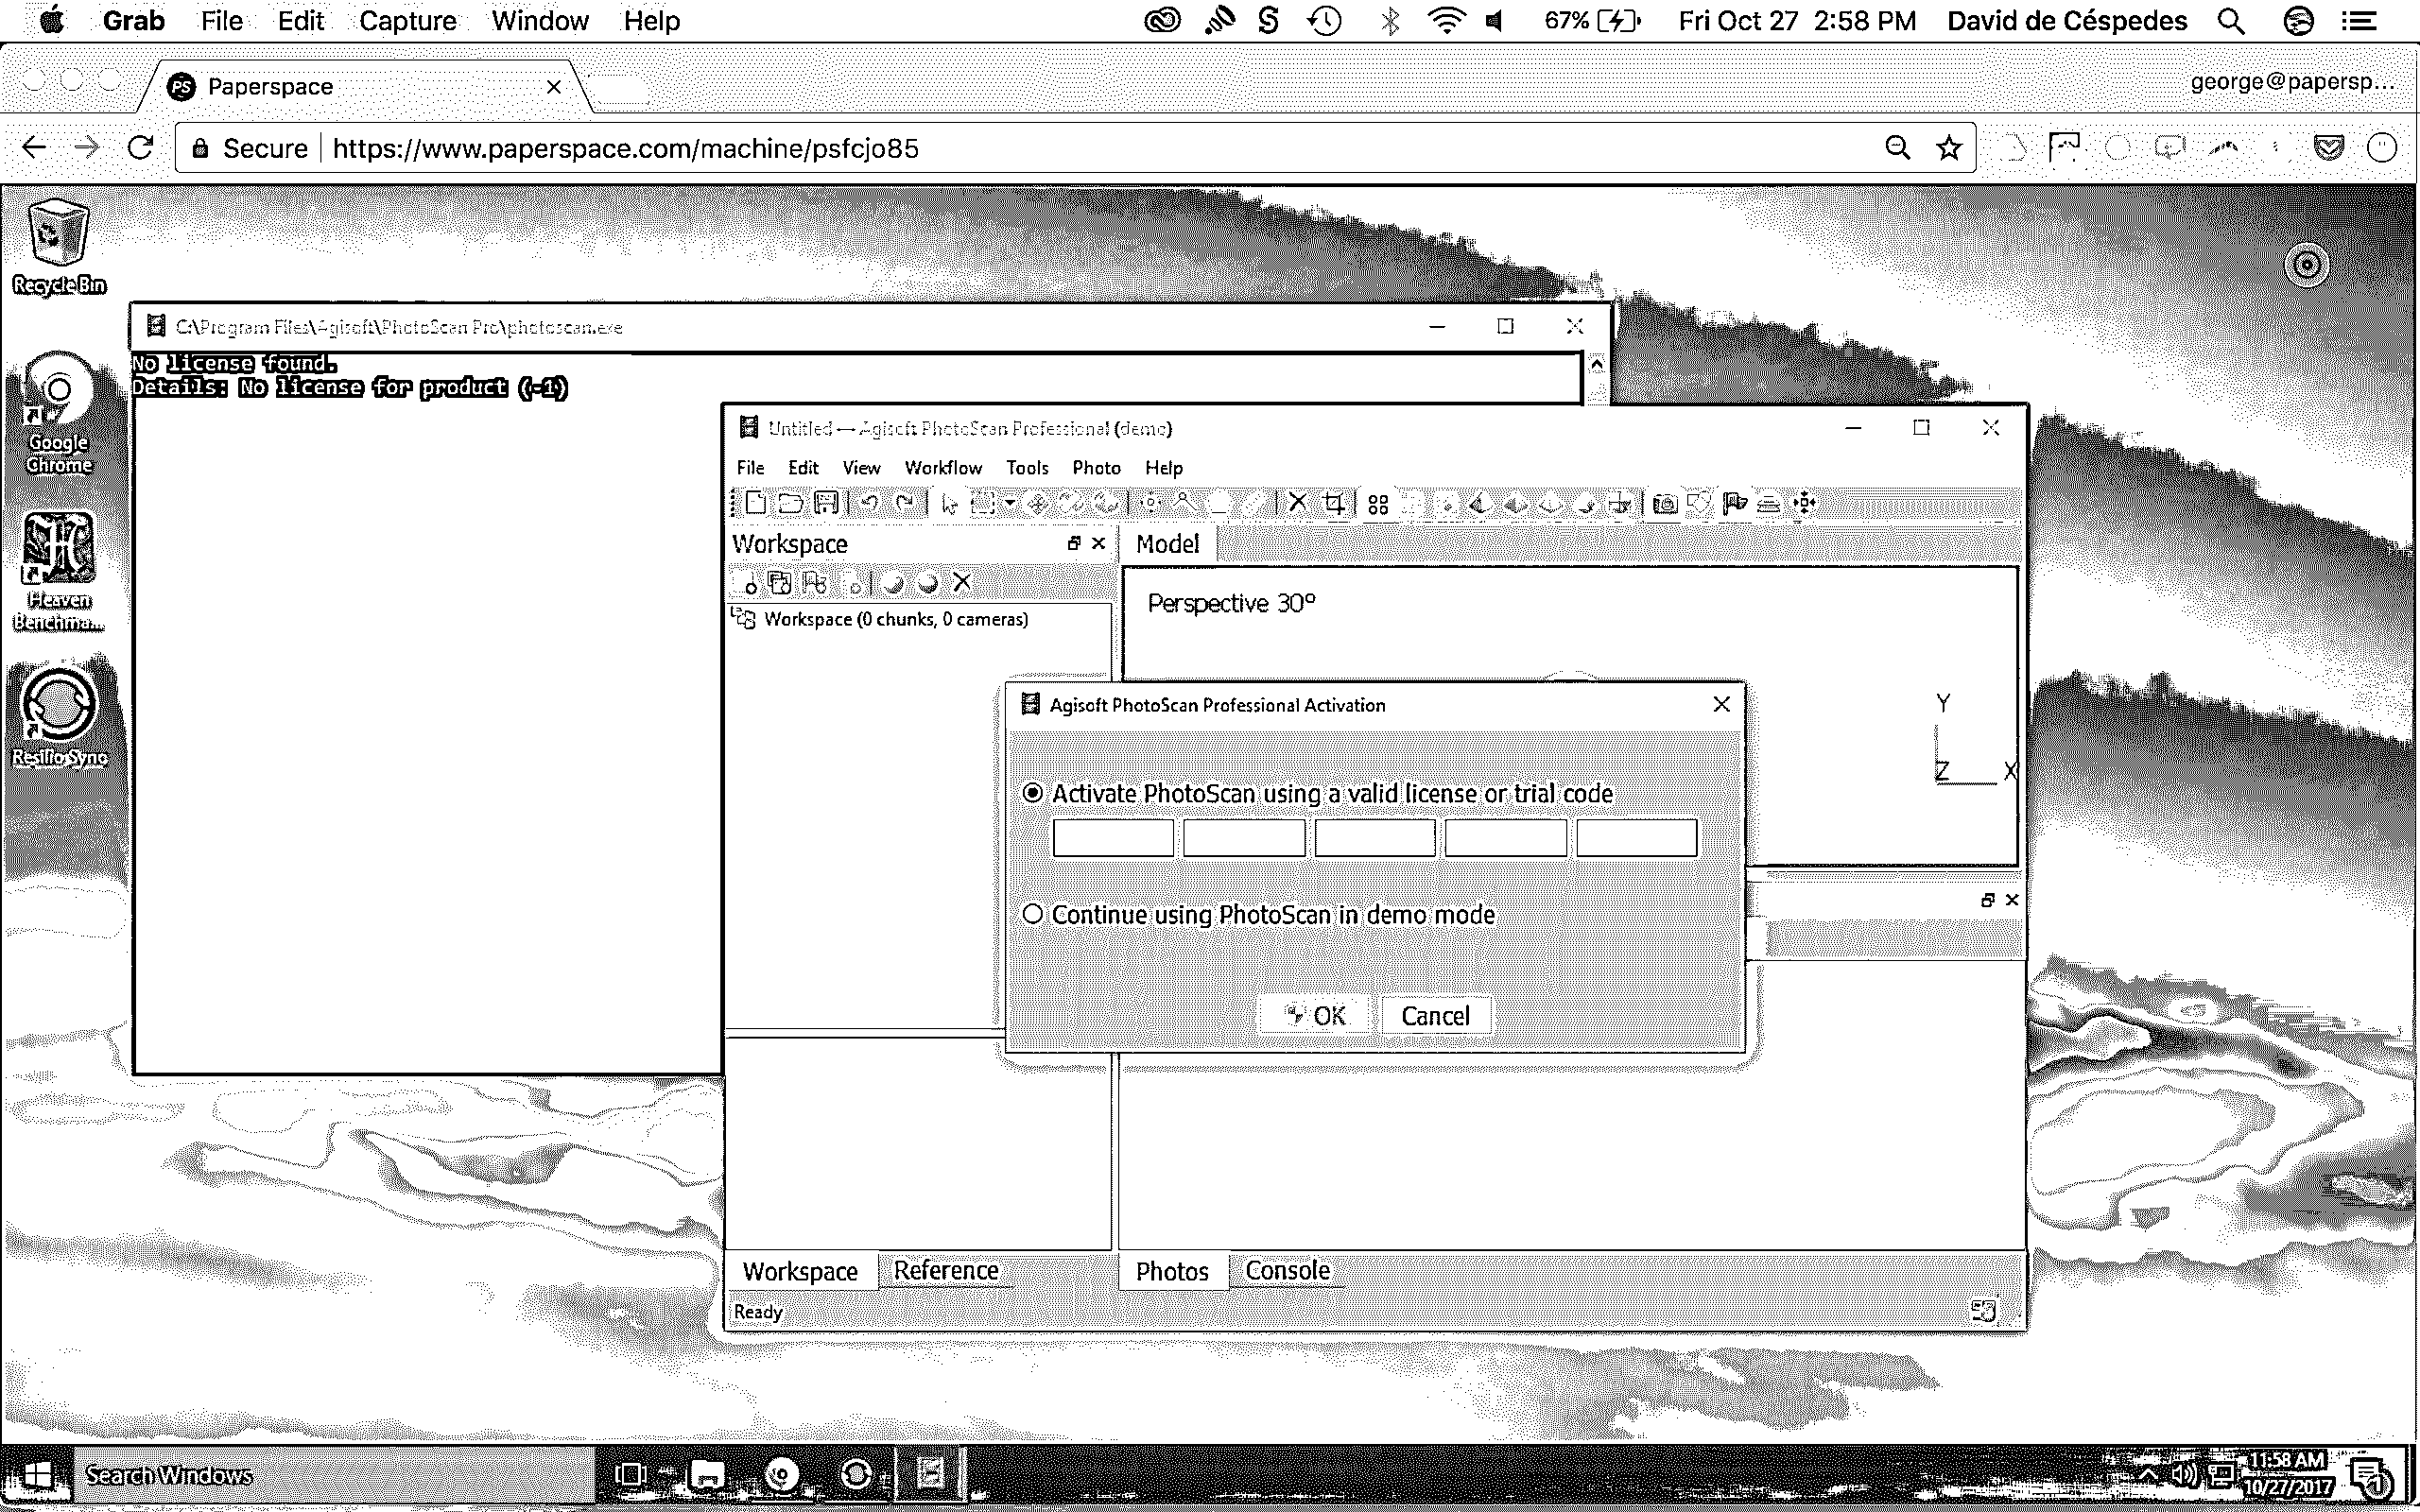 Grab File Edit Capture Window Help 67% Fri Oct 27 2:58 PM David de Céspedes
Paperspace george@papersp...
Secure https://www.paperspace.com/machine/psfcjo85
Recycle Bin
Google
Chrome
Heaven
Benchma...
Resilio Sync
C:\Program Files\Agisoft\PhotoScan Pro\photoscan.exe
No license found.
Details: No license for product (-1)
Untitled — Agisoft PhotoScan Professional (demo)
File Edit View Workflow Tools Photo Help
Workspace Model
Workspace (0 chunks, 0 cameras)
Perspective 30°
Y
Z X
Agisoft PhotoScan Professional Activation
Activate PhotoScan using a valid license or trial code
Continue using PhotoScan in demo mode
OK Cancel
Workspace Reference Photos Console
Ready
Search Windows
11:58 AM
10/27/2017